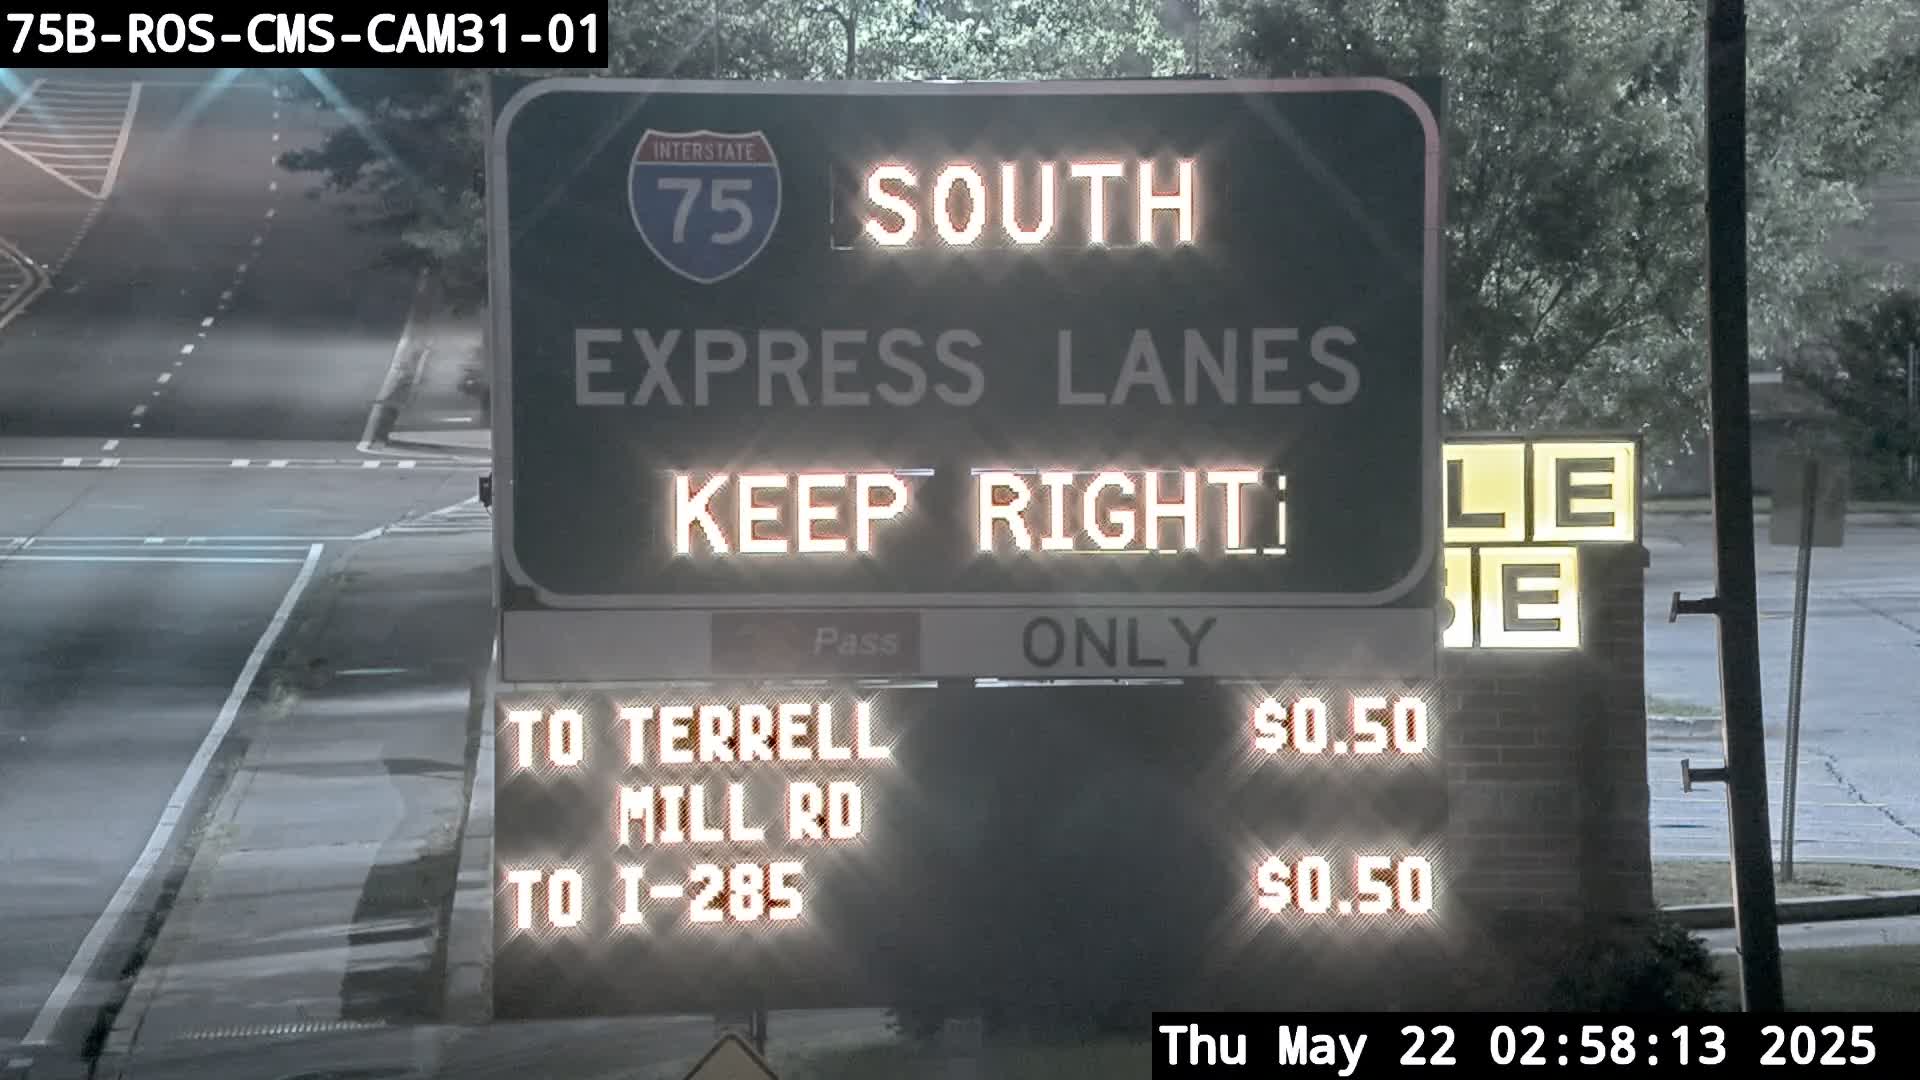 75B-ROS-CMS-CAM31-01
INTERSTATE
75
SOUTH
EXPRESS LANES
KEEP RIGHT
Pass ONLY
TO TERRELL $0.50
MILL RD
TO I-285 $0.50
LE
E
Thu May 22 02:58:13 2025